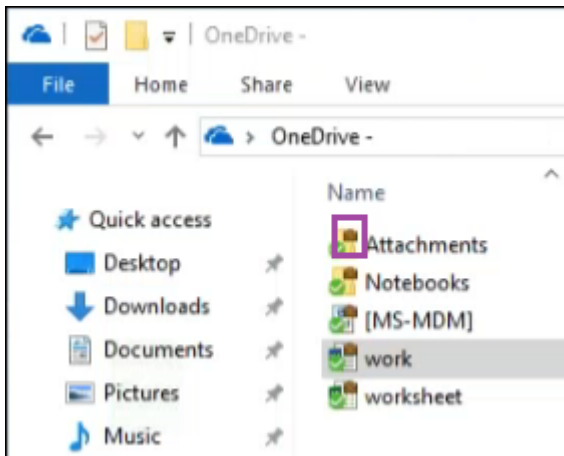 OneDrive -
File Home Share View
OneDrive -
Name
Quick access
Desktop
Downloads
Documents
Pictures
Music
Attachments
Notebooks
[MS-MDM]
work
worksheet